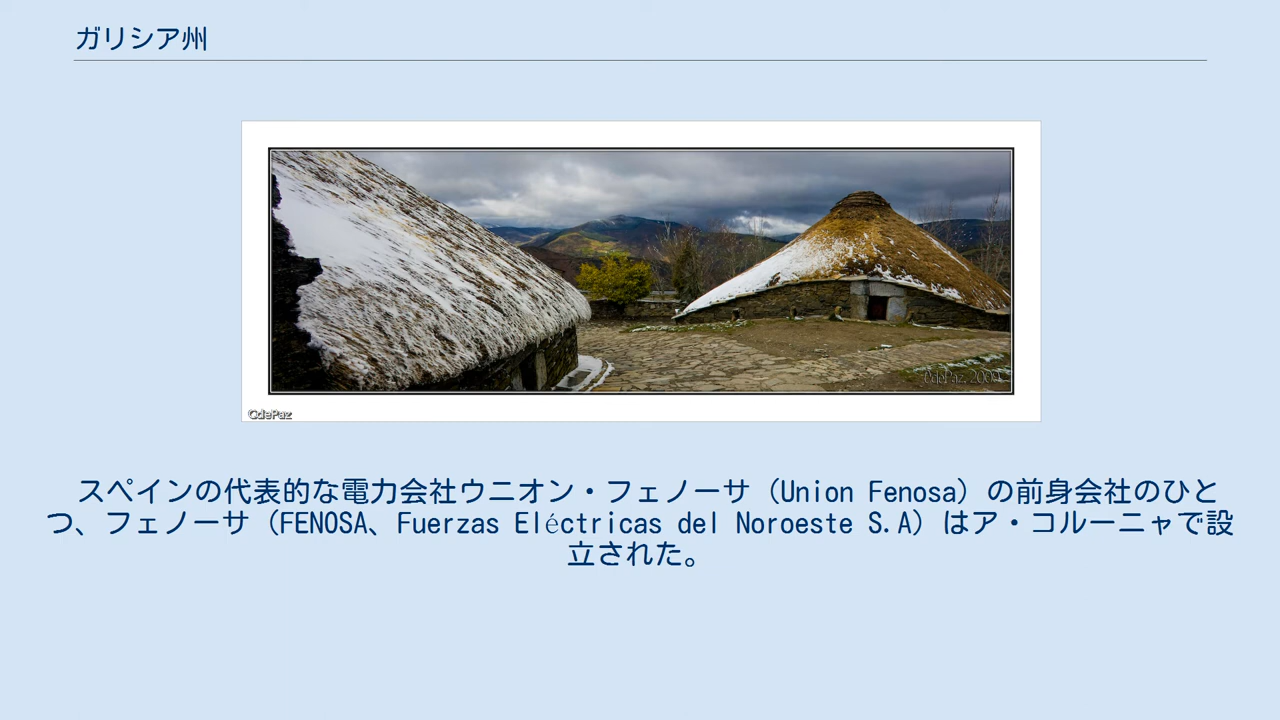 ガリシア州
©dePaz, 2009
©dePaz
スペインの代表的な電力会社ウニオン・フェノーサ（Union Fenosa）の前身会社のひと
つ、フェノーサ（FENOSA、Fuerzas Eléctricas del Noroeste S.A）はア・コルーニャで設
立された。